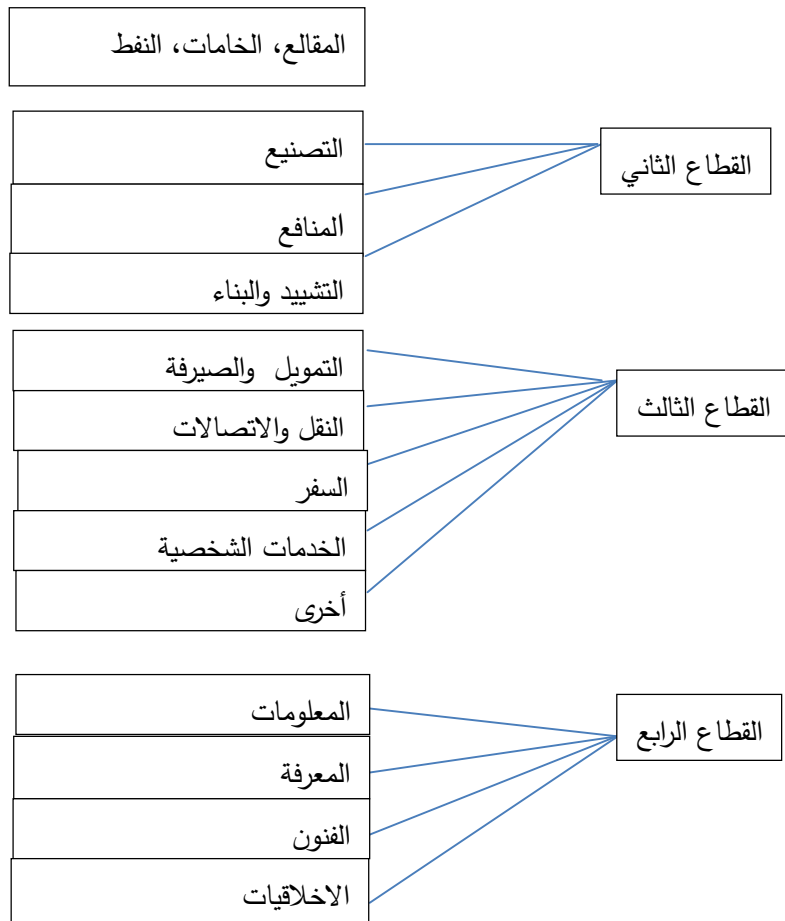 المقالع، الخامات، النفط
القطاع الثاني
التصنيع
المنافع
التشييد والبناء
القطاع الثالث
التمويل والصيرفة
النقل والاتصالات
السفر
الخدمات الشخصية
أخرى
القطاع الرابع
المعلومات
المعرفة
الفنون
الاخلاقيات